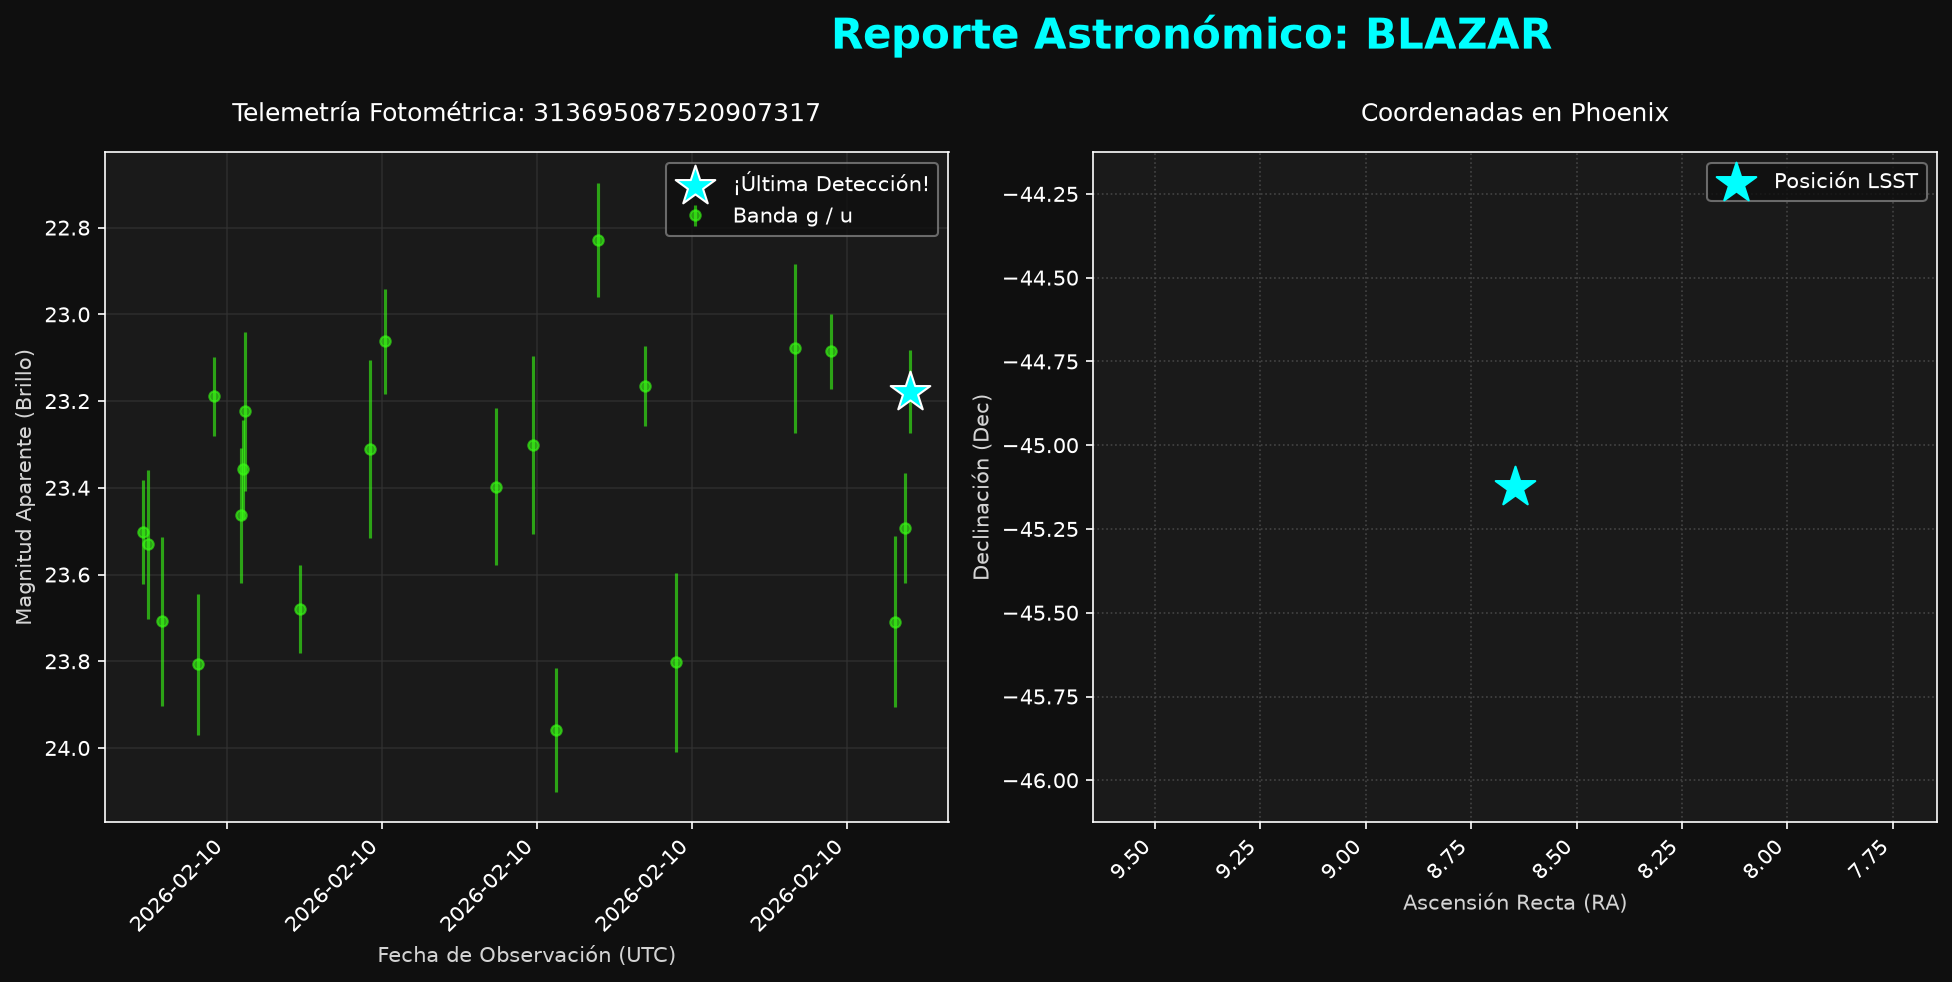 Reporte Astronómico: BLAZAR
Telemetría Fotométrica: 313695087520907317
¡Última Detección!
Banda g / u
Magnitud Aparente (Brillo)
22.8
23.0
23.2
23.4
23.6
23.8
24.0
2026-02-10
2026-02-10
2026-02-10
2026-02-10
2026-02-10
Fecha de Observación (UTC)
Coordenadas en Phoenix
Posición LSST
Declinación (Dec)
−44.25
−44.50
−44.75
−45.00
−45.25
−45.50
−45.75
−46.00
9.50
9.25
9.00
8.75
8.50
8.25
8.00
7.75
Ascensión Recta (RA)